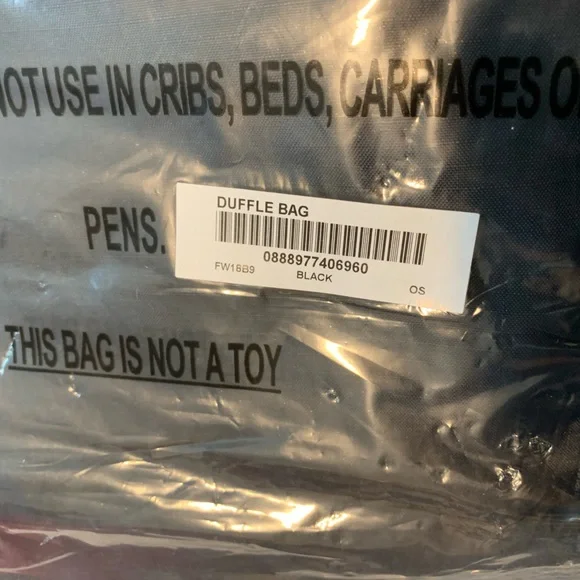 NOT USE IN CRIBS, BEDS, CARRIAGES O
PENS.
DUFFLE BAG
0888977406960
FW18B9 BLACK OS
THIS BAG IS NOT A TOY